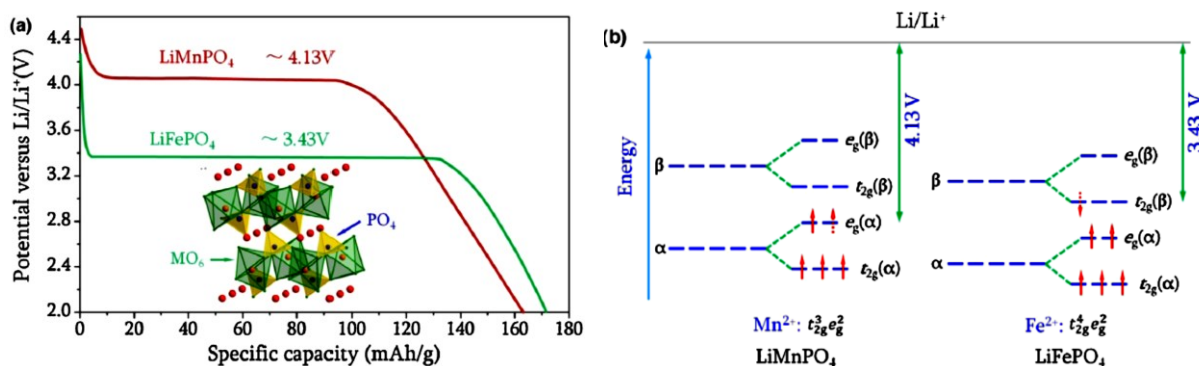 (a)
Potential versus Li/Li⁺(V)
4.4
4.0
3.6
3.2
2.8
2.4
2.0
LiMnPO₄ ~ 4.13V
LiFePO₄ ~ 3.43V
PO₄
MO₆
0 20 40 60 80 100 120 140 160 180
Specific capacity (mAh/g)
(b)
Li/Li⁺
Energy
4.13 V
3.43 V
β
e_g(β)
t_2g(β)
α
e_g(α)
t_2g(α)
β
e_g(β)
t_2g(β)
α
e_g(α)
t_2g(α)
Mn²⁺: t³_2g e²_g
LiMnPO₄
Fe²⁺: t⁴_2g e²_g
LiFePO₄